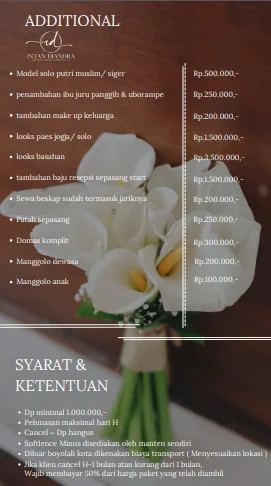 ADDITIONAL
id
INTAN DIANDRA
Model solo putri muslim/ siger Rp.500.000,-
penambahan ibu juru panggih & uborampe Rp.250.000,-
tambahan make up keluarga Rp.200.000,-
looks paes jogja/ solo Rp.1.500.000,-
looks basahan Rp.3.500.000,-
tambahan baju resepsi sepasang start Rp.1.500.000,-
Sewa beskap sudah termasuk jariknya Rp.200.000,-
Patah sepasang Rp.250.000,-
Domas komplit Rp.300.000,-
Manggolo dewasa Rp.200.000,-
Manggolo anak Rp.100.000,-
SYARAT &
KETENTUAN
Dp minimal 1.000.000,-
Pelunasan maksimal hari H
Cancel = Dp hangus
Softlence Minus disediakan oleh manten sendiri
Diluar boyolali kota dikenakan biaya transport ( Menyesuaikan lokasi )
Jika klien cancel H-1 bulan atau kurang dari 1 bulan,
Wajib membayar 50% dari harga paket yang telah diambil